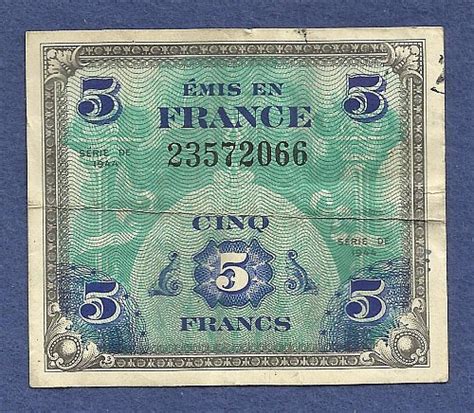 5 ÉMIS EN 5
FRANCE
23572066
SÉRIE DE
1944
CINQ
SÉRIE DE
1944
5
5 5
FRANCS